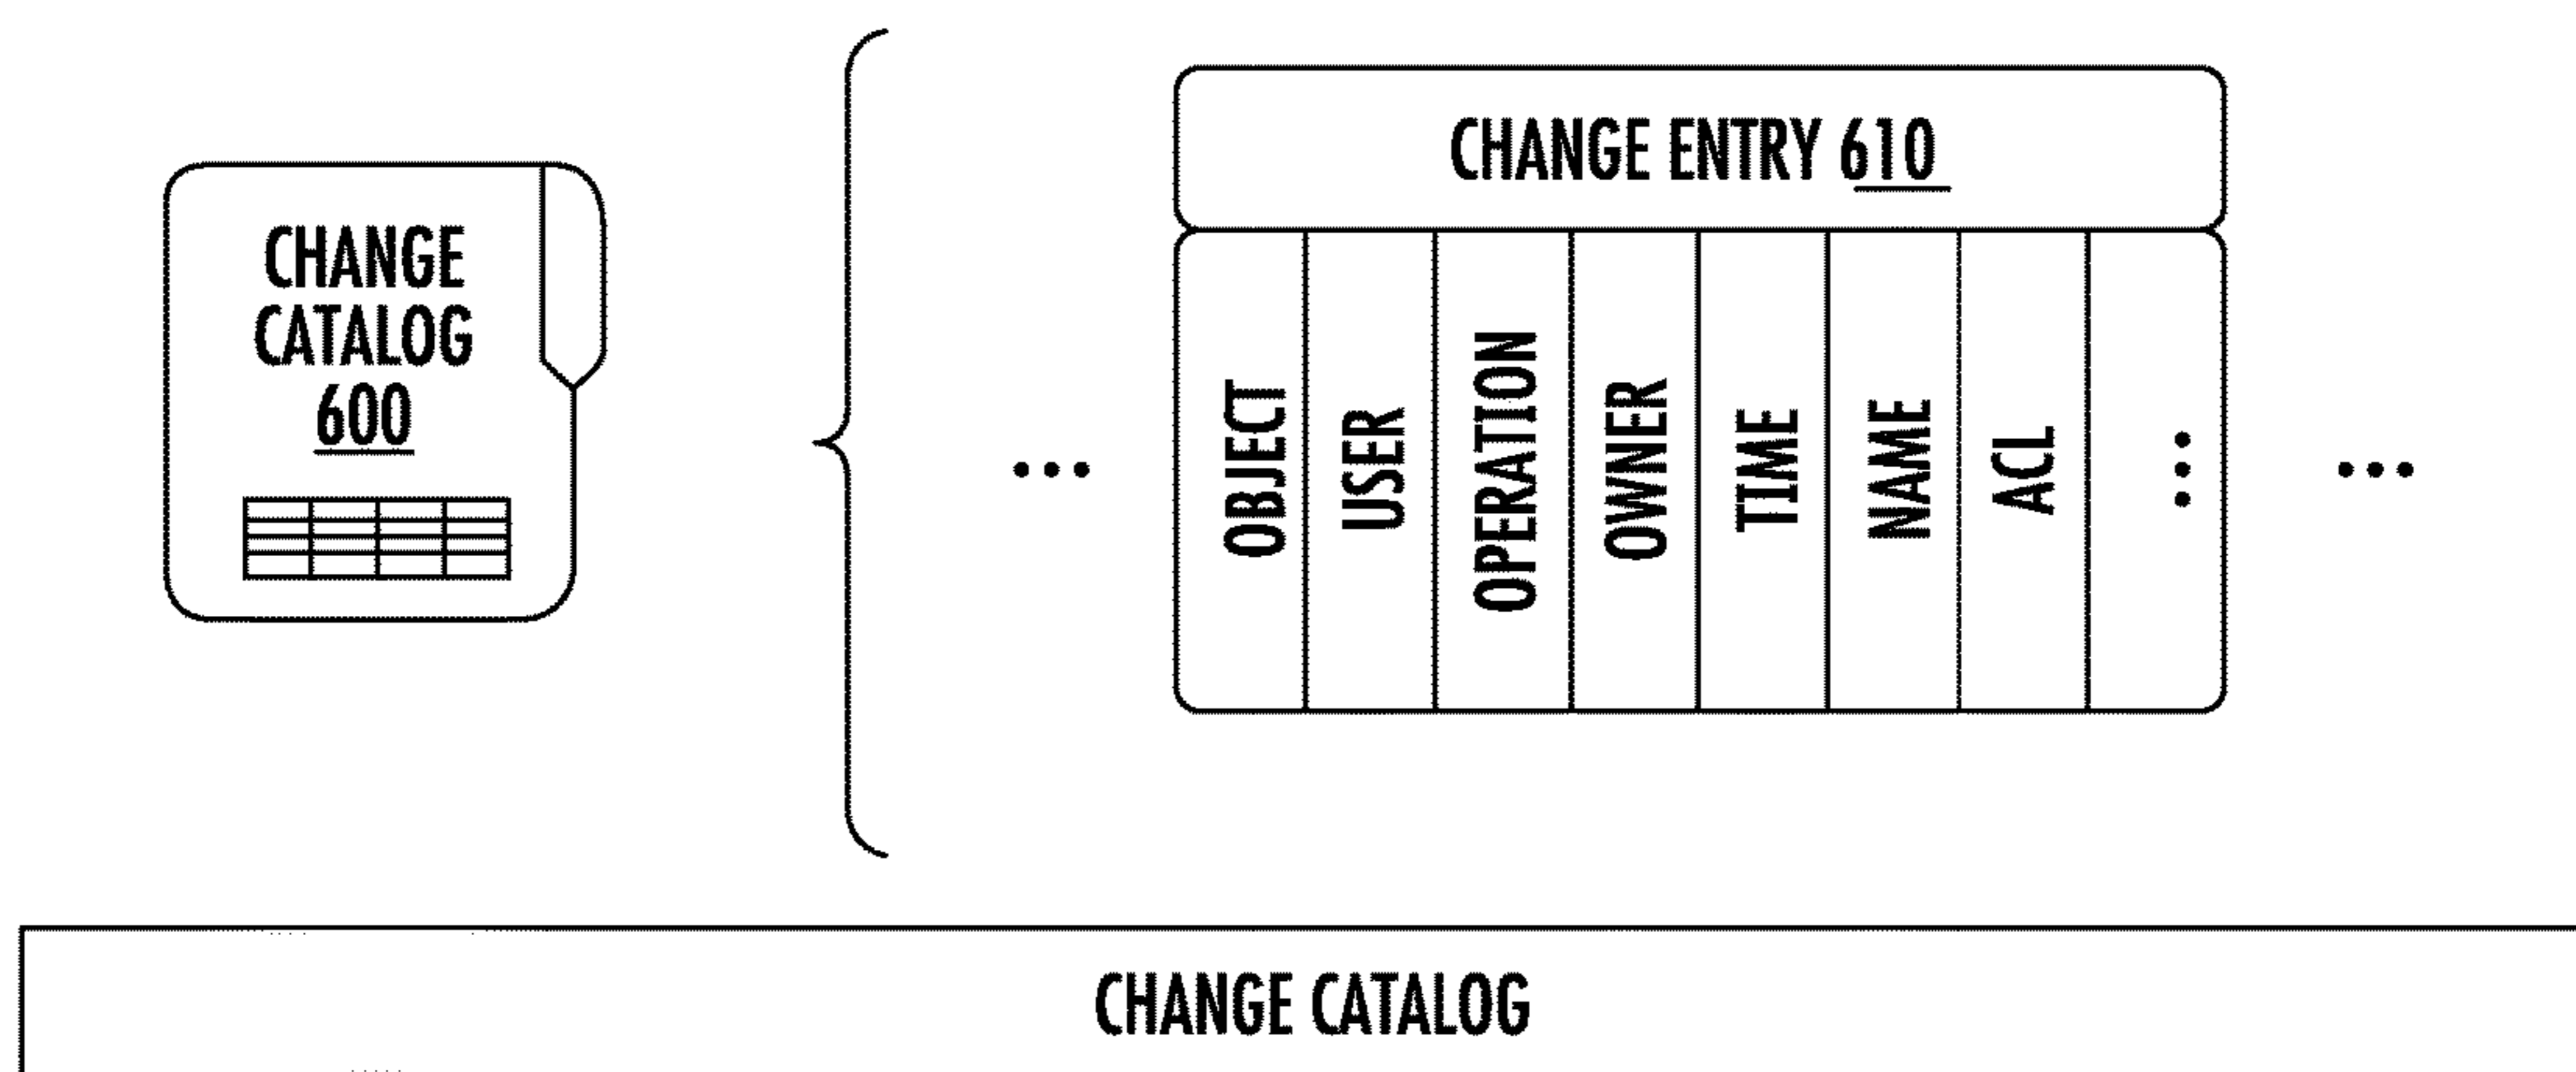 CHANGE
CATALOG
600
CHANGE ENTRY 610
OBJECT
USER
OPERATION
OWNER
TIME
NAME
ACL
...
...
...
CHANGE CATALOG